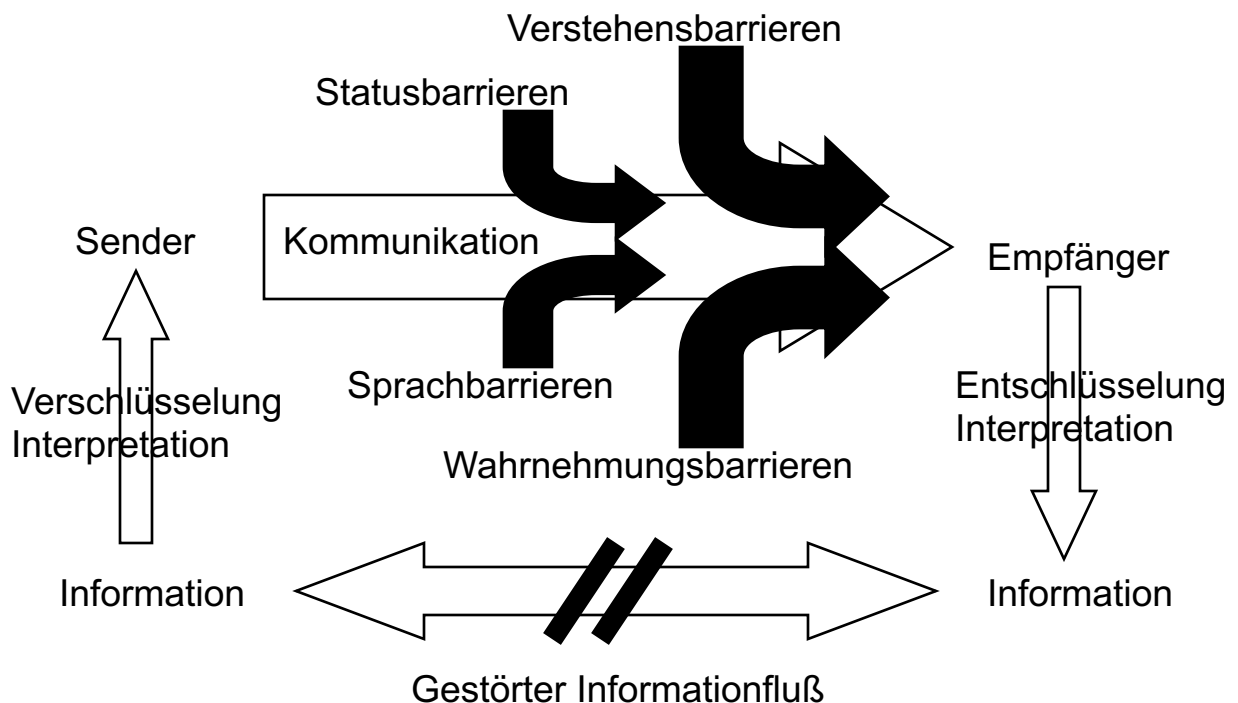 Verstehensbarrieren
Statusbarrieren
Sender
Kommunikation
Empfänger
Sprachbarrieren
Verschlüsselung
Interpretation
Entschlüsselung
Interpretation
Wahrnehmungsbarrieren
Information
Information
Gestörter Informationfluß